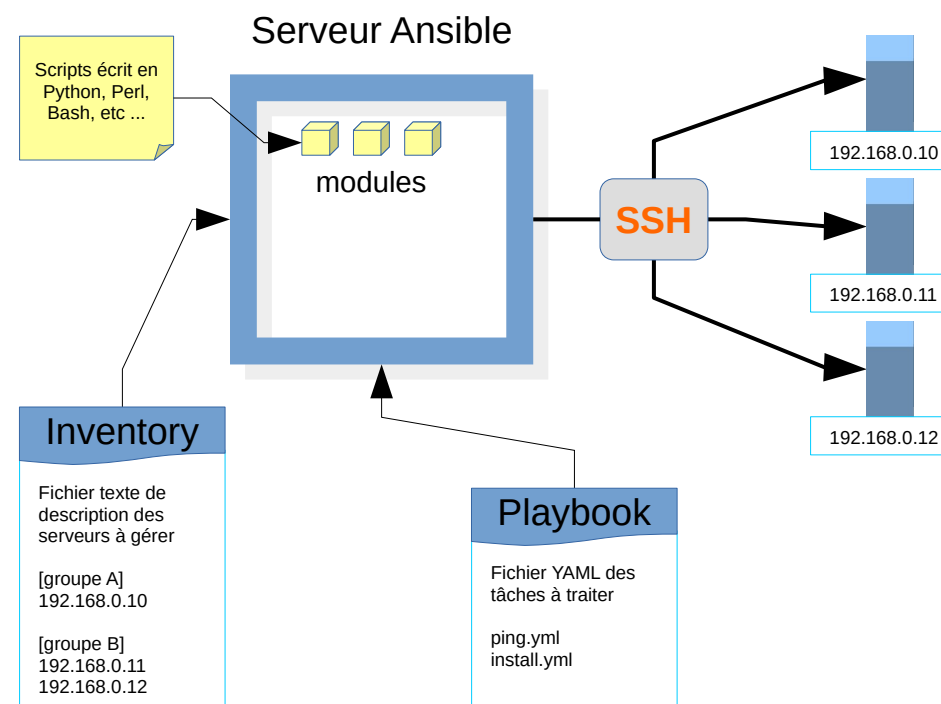 Serveur Ansible
Scripts écrit en
Python, Perl,
Bash, etc ...
modules
SSH
192.168.0.10
192.168.0.11
192.168.0.12
Inventory
Fichier texte de
description des
serveurs à gérer
[groupe A]
192.168.0.10
[groupe B]
192.168.0.11
192.168.0.12
Playbook
Fichier YAML des
tâches à traiter
ping.yml
install.yml